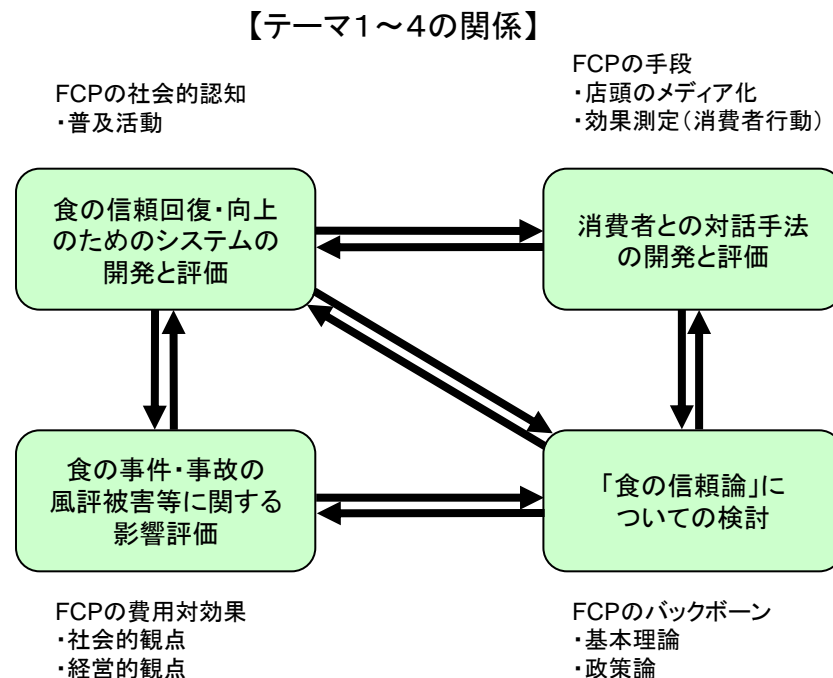 【テーマ1~4の関係】
FCPの社会的認知
・普及活動
FCPの手段
・店頭のメディア化
・効果測定(消費者行動)
食の信頼回復・向上
のためのシステムの
開発と評価
消費者との対話手法
の開発と評価
食の事件・事故の
風評被害等に関する
影響評価
「食の信頼論」に
ついての検討
FCPの費用対効果
・社会的観点
・経営的観点
FCPのバックボーン
・基本理論
・政策論